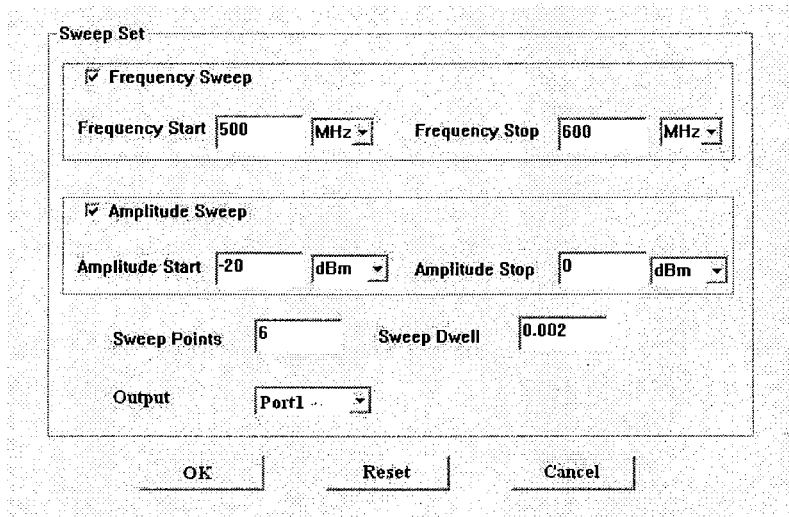 Sweep Set
Frequency Sweep
Frequency Start 500 MHz Frequency Stop 600 MHz
Amplitude Sweep
Amplitude Start -20 dBm Amplitude Stop 0 dBm
Sweep Points 6 Sweep Dwell 0.002
Output Port1
OK Reset Cancel